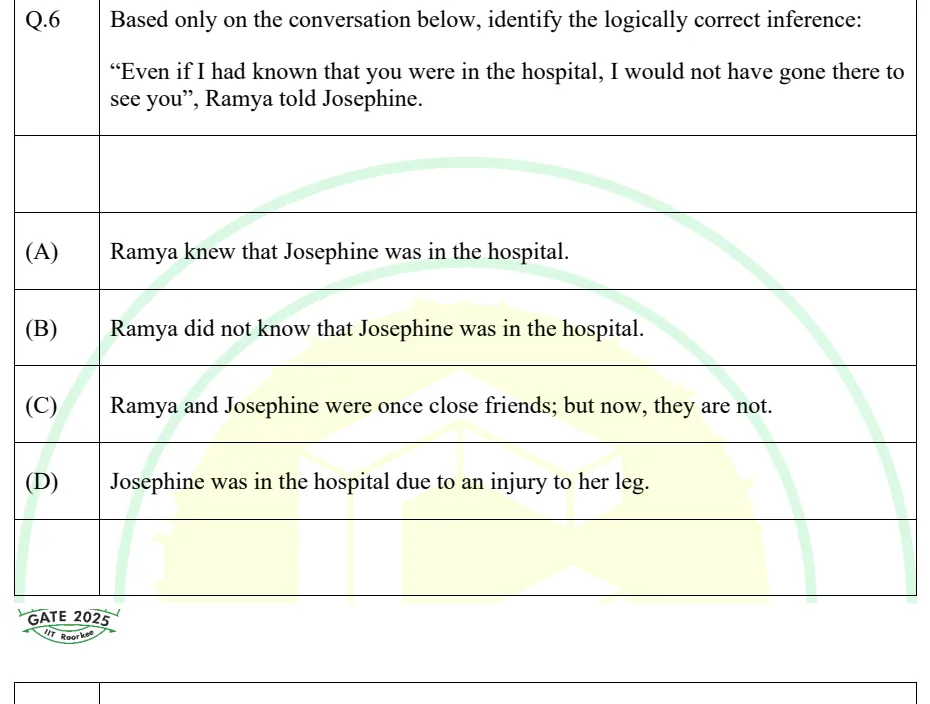 Q.6 Based only on the conversation below, identify the logically correct inference:
“Even if I had known that you were in the hospital, I would not have gone there to
see you”, Ramya told Josephine.
(A) Ramya knew that Josephine was in the hospital.
(B) Ramya did not know that Josephine was in the hospital.
(C) Ramya and Josephine were once close friends; but now, they are not.
(D) Josephine was in the hospital due to an injury to her leg.
GATE 2025
IIT Roorkee